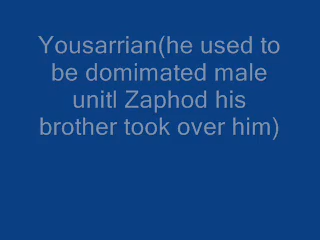 Yousarrian(he used to
be domimated male
unitl Zaphod his
brother took over him)